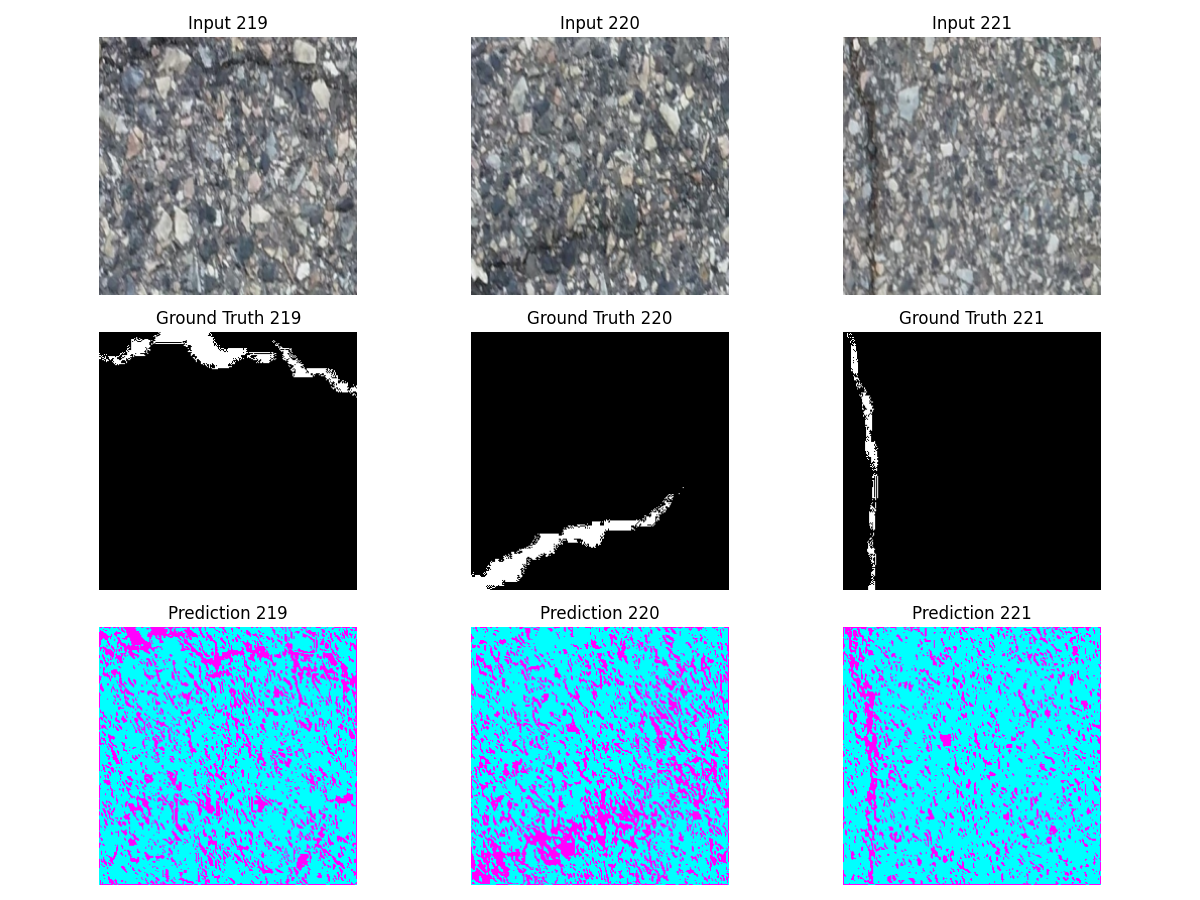 Input 219
Input 220
Input 221
Ground Truth 219
Ground Truth 220
Ground Truth 221
Prediction 219
Prediction 220
Prediction 221